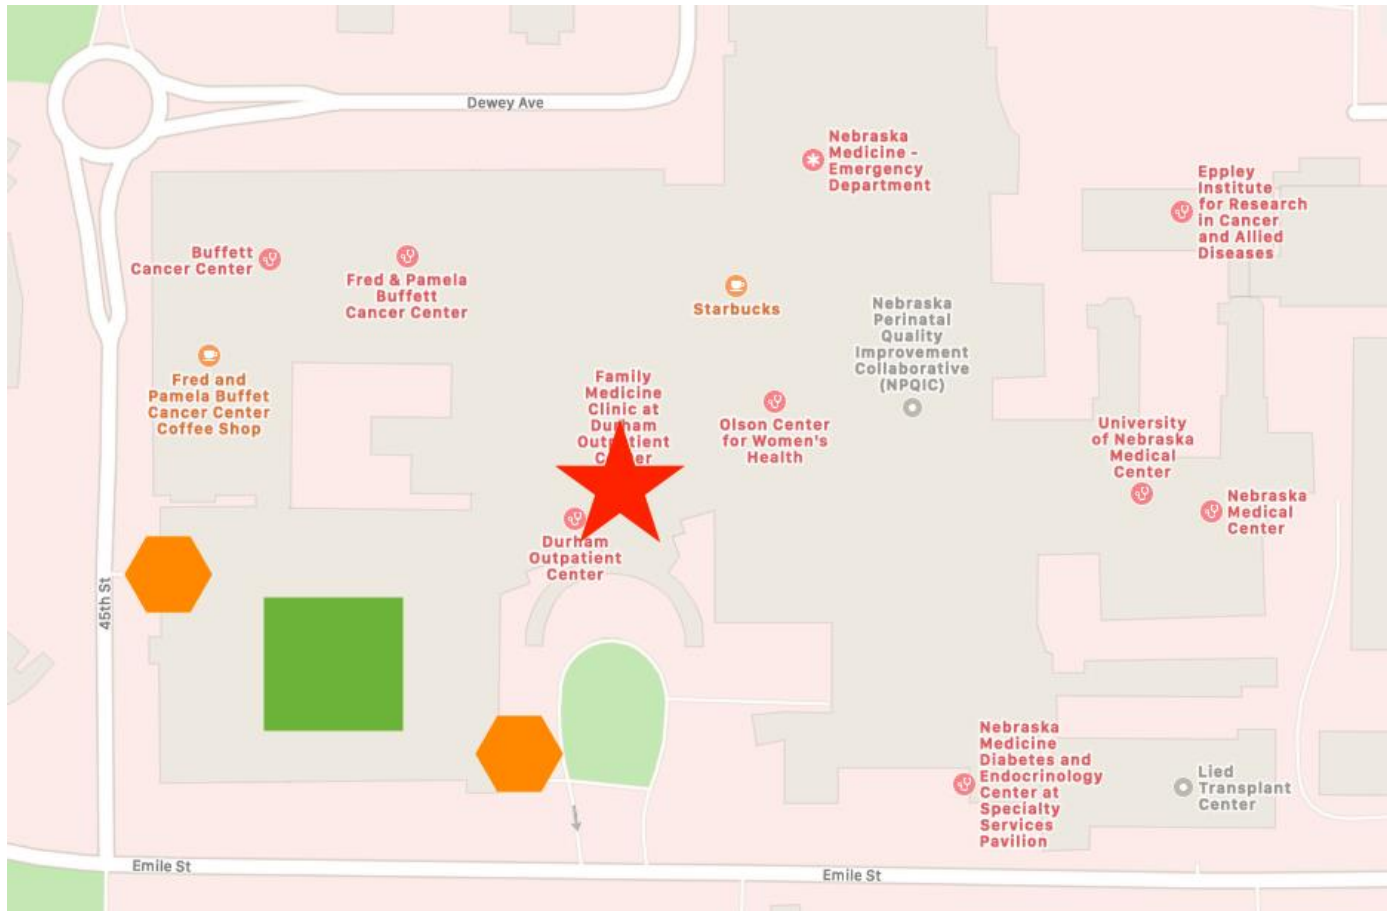 Dewey Ave
Nebraska
Medicine -
Emergency
Department
Eppley
Institute
for Research
in Cancer
and Allied
Diseases
Buffett
Cancer Center
Fred & Pamela
Buffett
Cancer Center
Starbucks
Nebraska
Perinatal
Quality
Improvement
Collaborative
(NPQIC)
Fred and
Pamela Buffet
Cancer Center
Coffee Shop
Family
Medicine
Clinic at
Durham
Outpatient
Center
Olson Center
for Women's
Health
University
of Nebraska
Medical
Center
Nebraska
Medical
Center
Durham
Outpatient
Center
45th St
Nebraska
Medicine
Diabetes and
Endocrinology
Center at
Specialty
Services
Pavilion
Lied
Transplant
Center
Emile St
Emile St